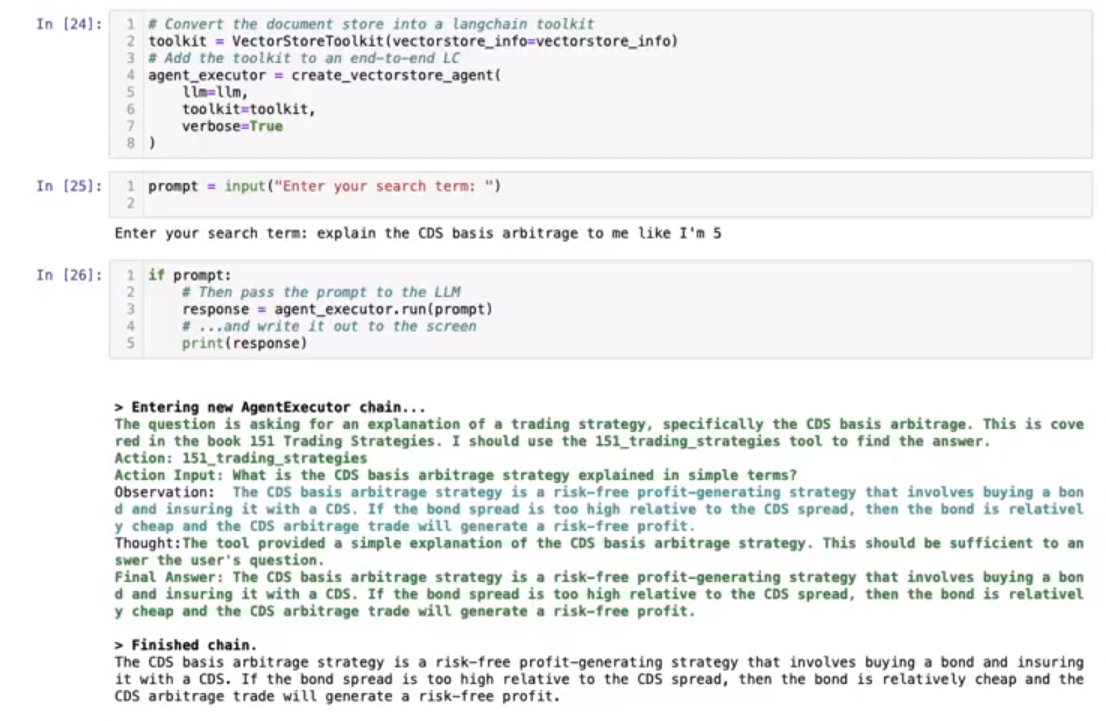 In [24]:
1 # Convert the document store into a langchain toolkit
2 toolkit = VectorStoreToolkit(vectorstore_info=vectorstore_info)
3 # Add the toolkit to an end-to-end LC
4 agent_executor = create_vectorstore_agent(
5     llm=llm,
6     toolkit=toolkit,
7     verbose=True
8 )
In [25]:
1 prompt = input("Enter your search term: ")
2
Enter your search term: explain the CDS basis arbitrage to me like I'm 5
In [26]:
1 if prompt:
2     # Then pass the prompt to the LLM
3     response = agent_executor.run(prompt)
4     # ...and write it out to the screen
5     print(response)
> Entering new AgentExecutor chain...
The question is asking for an explanation of a trading strategy, specifically the CDS basis arbitrage. This is cove
red in the book 151 Trading Strategies. I should use the 151_trading_strategies tool to find the answer.
Action: 151_trading_strategies
Action Input: What is the CDS basis arbitrage strategy explained in simple terms?
Observation:  The CDS basis arbitrage strategy is a risk-free profit-generating strategy that involves buying a bon
d and insuring it with a CDS. If the bond spread is too high relative to the CDS spread, then the bond is relativel
y cheap and the CDS arbitrage trade will generate a risk-free profit.
Thought:The tool provided a simple explanation of the CDS basis arbitrage strategy. This should be sufficient to an
swer the user's question.
Final Answer: The CDS basis arbitrage strategy is a risk-free profit-generating strategy that involves buying a bon
d and insuring it with a CDS. If the bond spread is too high relative to the CDS spread, then the bond is relativel
y cheap and the CDS arbitrage trade will generate a risk-free profit.
> Finished chain.
The CDS basis arbitrage strategy is a risk-free profit-generating strategy that involves buying a bond and insuring
it with a CDS. If the bond spread is too high relative to the CDS spread, then the bond is relatively cheap and the
CDS arbitrage trade will generate a risk-free profit.